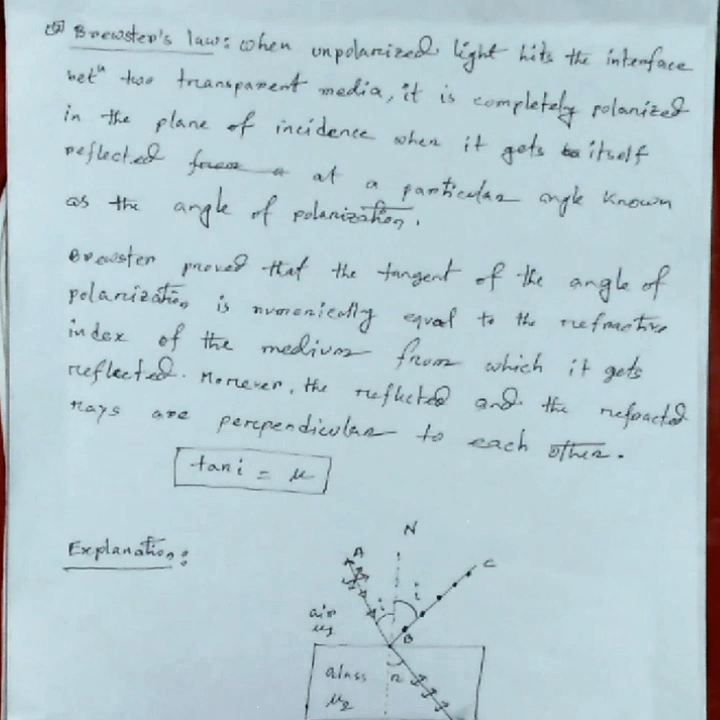 Brewster's law: when unpolarized light hits the interface
betn two transparent media, it is completely polarized
in the plane of incidence when it gets itself
reflected at a particular angle known
as the angle of polarization.
Brewster proved that the tangent of the angle of
polarization is numerically equal to the refractive
index of the medium from which it gets
reflected. Moreover, the reflected and the refracted
rays are perpendicular to each other.
tan i = μ
Explanation:
N
A
C
i
i
air
μ1
B
glass
r
μ2